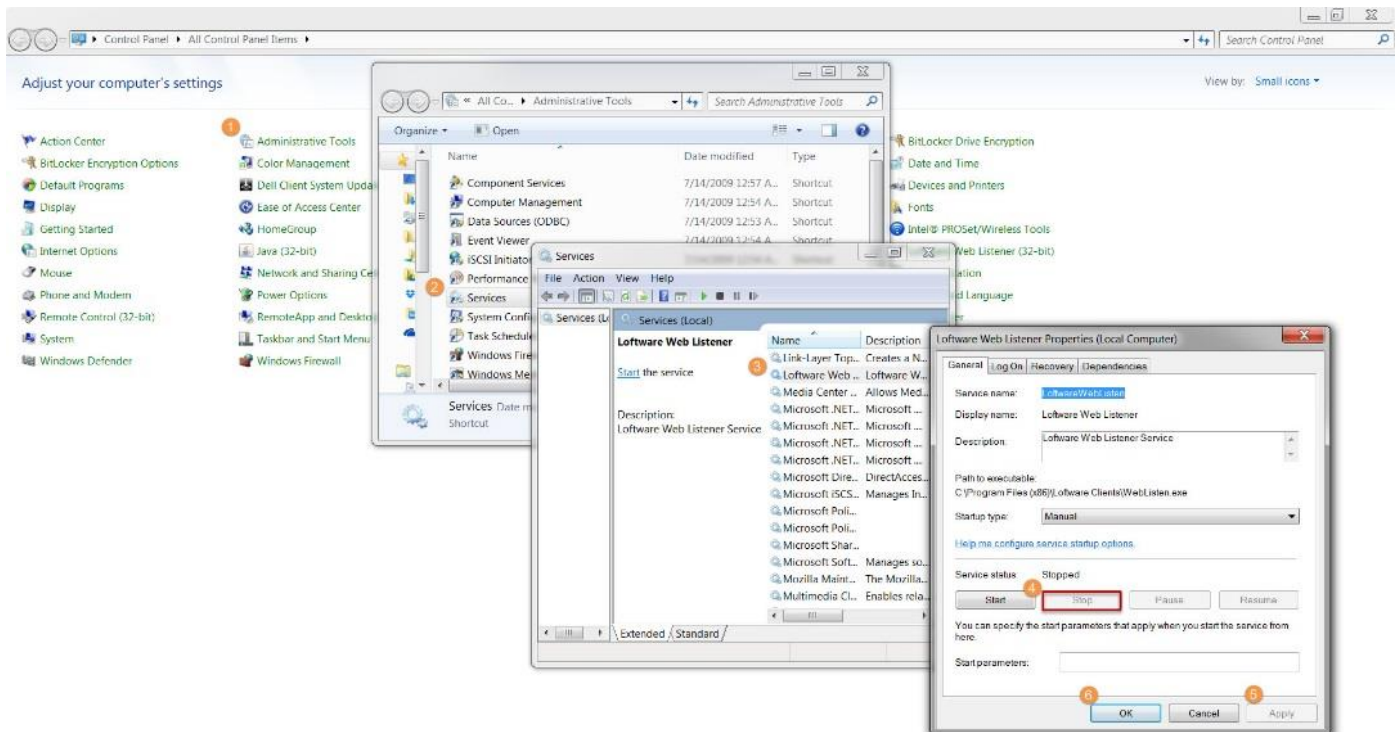 Control Panel ▸ All Control Panel Items ▸
Search Control Panel
Adjust your computer's settings
View by: Small icons
1
Action Center
BitLocker Encryption Options
Default Programs
Display
Getting Started
Internet Options
Mouse
Phone and Modem
Remote Control (32-bit)
System
Windows Defender
Administrative Tools
Color Management
Dell Client System Upda
Ease of Access Center
HomeGroup
Java (32-bit)
Network and Sharing Ce
Power Options
RemoteApp and Deskto
Taskbar and Start Menu
Windows Firewall
BitLocker Drive Encryption
Date and Time
Devices and Printers
Fonts
Intel® PROSet/Wireless Tools
Web Listener (32-bit)
ation
d Language
er
« All Co... ▸ Administrative Tools
Search Administrative Tools
Organize
Open
Name Date modified Type
Component Services 7/14/2009 12:57 A... Shortcut
Computer Management 7/14/2009 12:54 A... Shortcut
Data Sources (ODBC) 7/14/2009 12:53 A... Shortcut
Event Viewer 7/14/2009 12:54 A... Shortcut
iSCSI Initiator
Performance
2
Services
System Confi
Task Schedule
Windows Fire
Windows Me
Services Date m
Shortcut
Services
File Action View Help
Services (Lo
Services (Local)
Loftware Web Listener
Start the service
Description:
Loftware Web Listener Service
Name Description
Link-Layer Top... Creates a N...
3
Loftware Web ... Loftware W...
Media Center ... Allows Med...
Microsoft .NET... Microsoft ...
Microsoft .NET... Microsoft ...
Microsoft .NET... Microsoft ...
Microsoft .NET... Microsoft ...
Microsoft Dire... DirectAcces...
Microsoft iSCS... Manages In...
Microsoft Poli...
Microsoft Poli...
Microsoft Shar...
Microsoft Soft... Manages so...
Mozilla Maint... The Mozilla...
Multimedia Cl... Enables rela...
Extended Standard
Loftware Web Listener Properties (Local Computer)
General Log On Recovery Dependencies
Service name: LoftwareWebListen
Display name: Loftware Web Listener
Description: Loftware Web Listener Service
Path to executable:
C:\Program Files (x86)\Loftware Clients\WebListen.exe
Startup type: Manual
Help me configure service startup options.
Service status: Stopped
4
Start Stop Pause Resume
You can specify the start parameters that apply when you start the service from
here.
Start parameters:
6 5
OK Cancel Apply